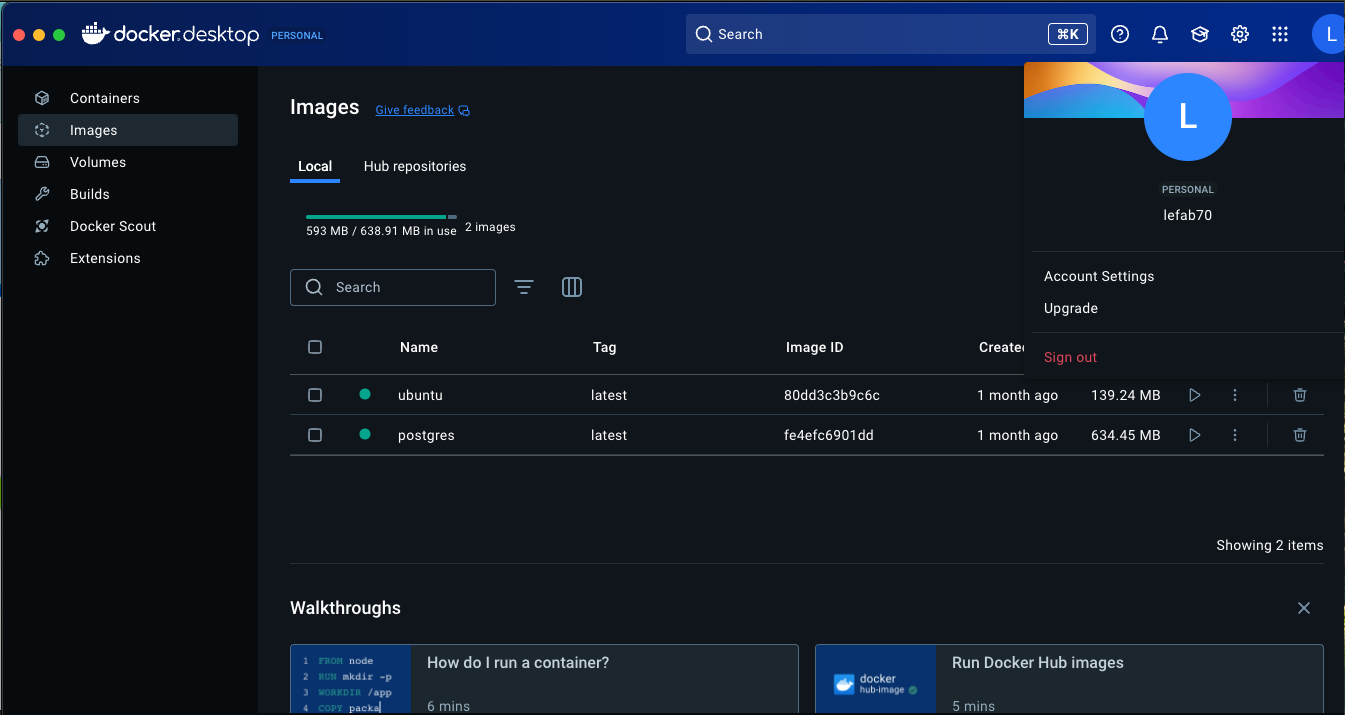 docker.desktop PERSONAL
Search ⌘K
L
Containers
Images
Volumes
Builds
Docker Scout
Extensions
Images Give feedback
Local Hub repositories
593 MB / 638.91 MB in use 2 images
Search
Name Tag Image ID Created
ubuntu latest 80dd3c3b9c6c 1 month ago 139.24 MB
postgres latest fe4efc6901dd 1 month ago 634.45 MB
Showing 2 items
L
PERSONAL
lefab70
Account Settings
Upgrade
Sign out
Walkthroughs
1 FROM node
2 RUN mkdir -p
3 WORKDIR /app
4 COPY packa
How do I run a container?
6 mins
docker
hub-image
Run Docker Hub images
5 mins